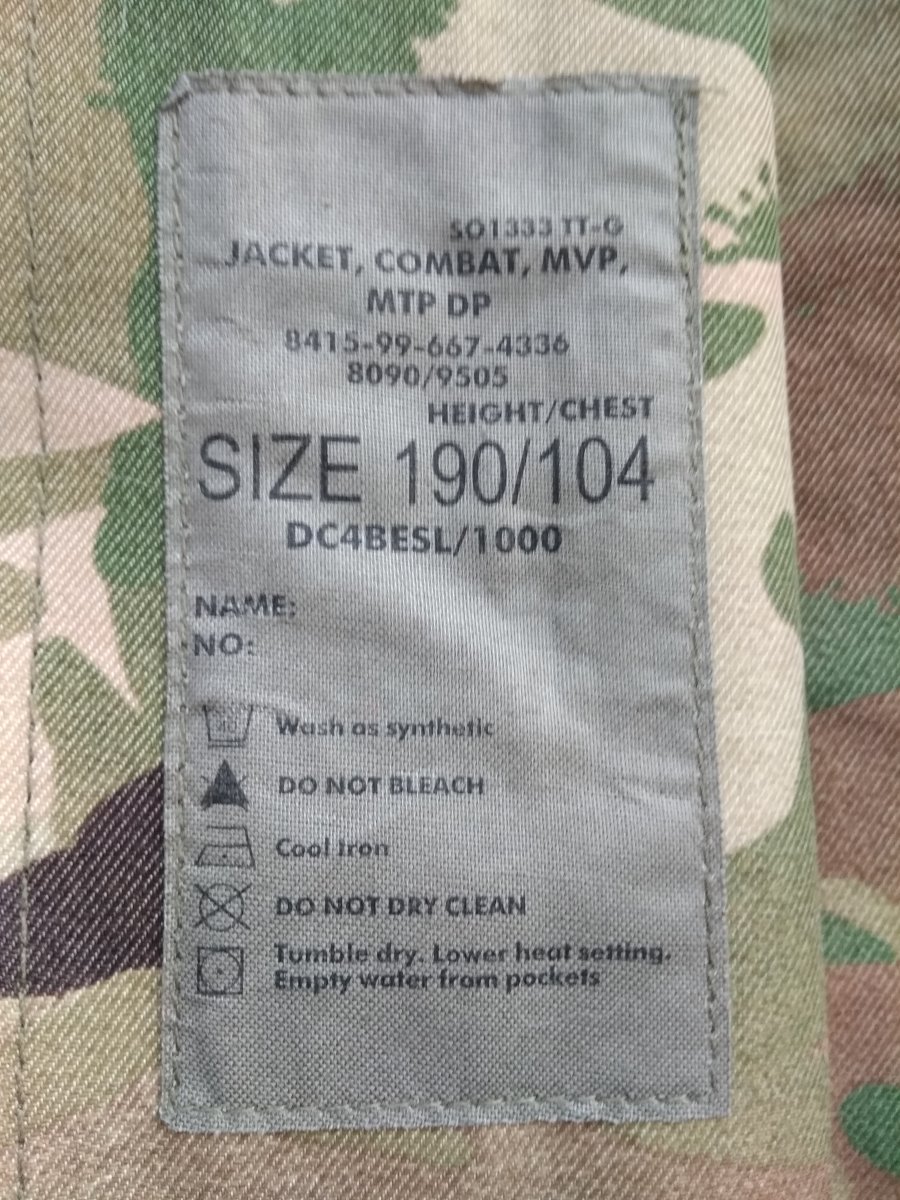 SO1333 TT-G
JACKET, COMBAT, MVP,
MTP DP
8415-99-667-4336
8090/9505
HEIGHT/CHEST
SIZE 190/104
DC4BESL/1000
NAME:
NO:
Wash as synthetic
DO NOT BLEACH
Cool Iron
DO NOT DRY CLEAN
Tumble dry. Lower heat setting.
Empty water from pockets